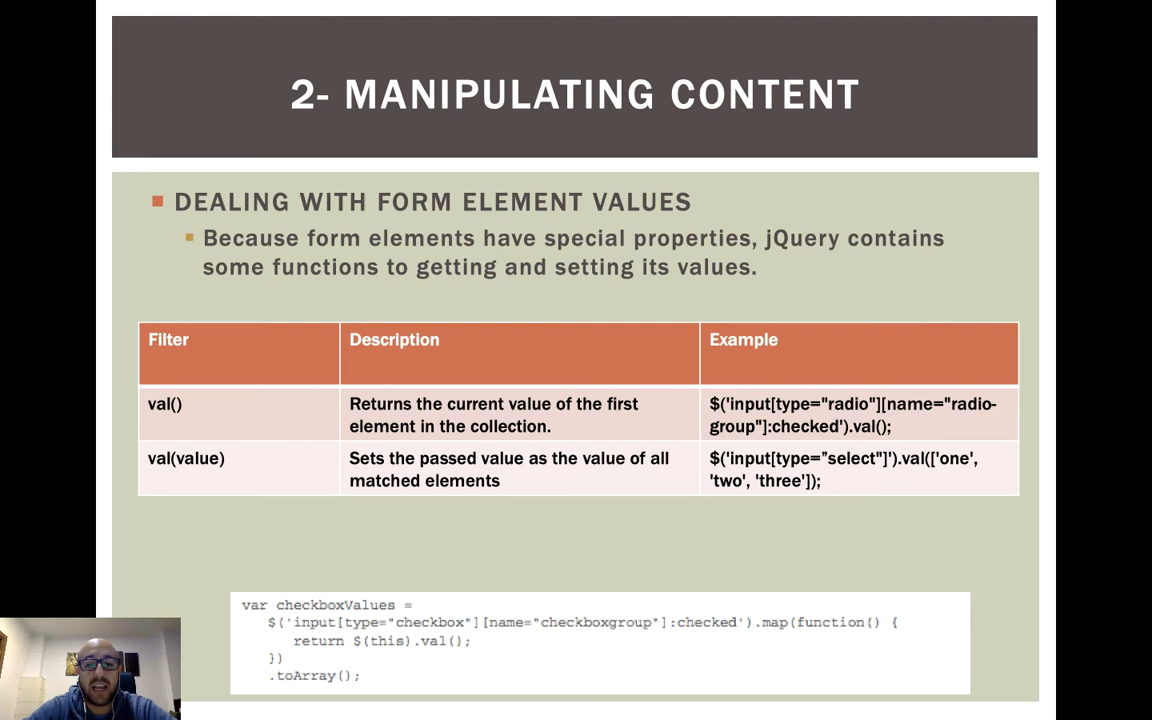 2- MANIPULATING CONTENT
DEALING WITH FORM ELEMENT VALUES
Because form elements have special properties, jQuery contains
some functions to getting and setting its values.
Filter
Description
Example
val()
Returns the current value of the first
element in the collection.
$('input[type="radio"][name="radio-
group"]:checked').val();
val(value)
Sets the passed value as the value of all
matched elements
$('input[type=”select"]').val(['one',
'two', 'three']);
var checkboxValues =
$('input[type="checkbox"][name="checkboxgroup"]:checked').map(function() {
return $(this).val();
})
.toArray();